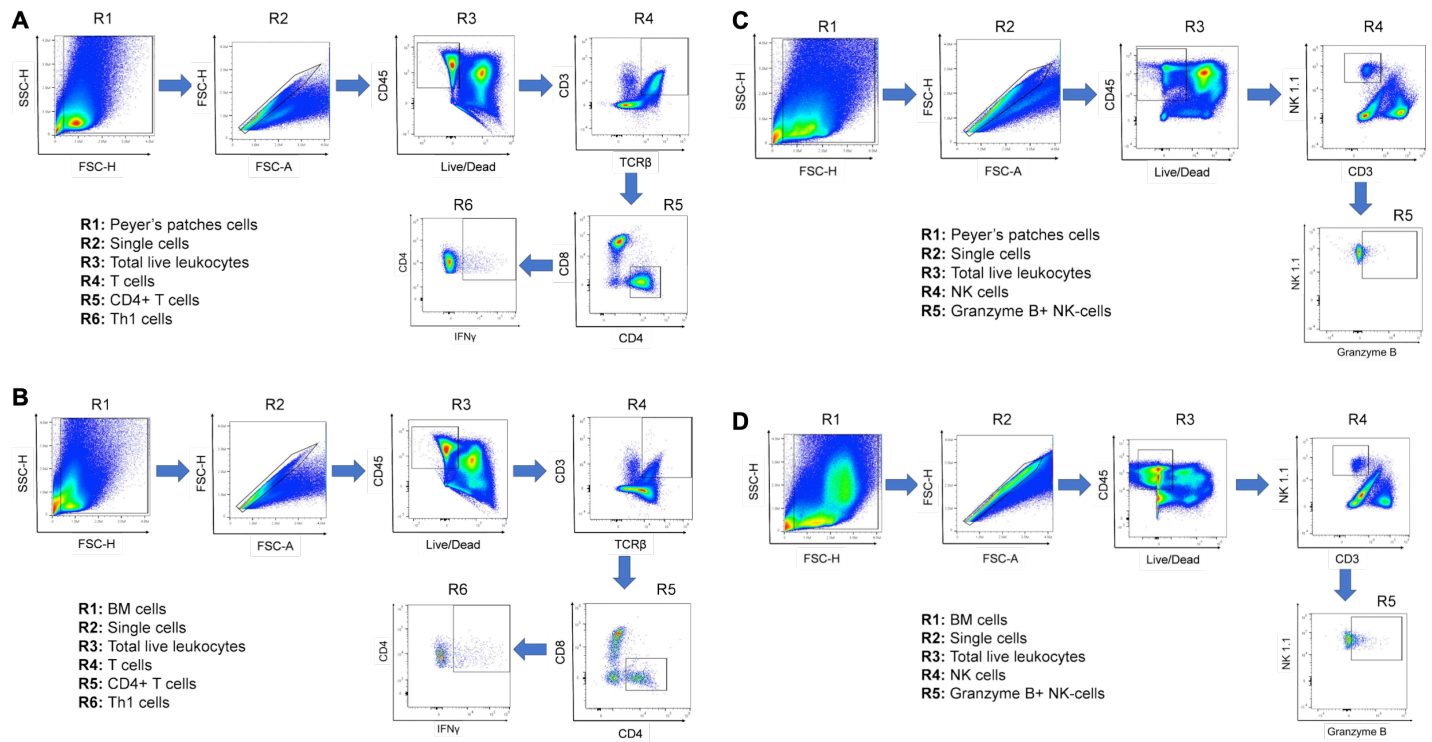 A
R1
R2
R3
R4
SSC-H
FSC-H
FSC-H
FSC-A
CD45
Live/Dead
CD3
TCRβ
R6
R5
CD4
IFNγ
CD8
CD4
R1: Peyer's patches cells
R2: Single cells
R3: Total live leukocytes
R4: T cells
R5: CD4+ T cells
R6: Th1 cells
B
R1
R2
R3
R4
SSC-H
FSC-H
FSC-H
FSC-A
CD45
Live/Dead
CD3
TCRβ
R6
R5
CD4
IFNγ
CD8
CD4
R1: BM cells
R2: Single cells
R3: Total live leukocytes
R4: T cells
R5: CD4+ T cells
R6: Th1 cells
C
R1
R2
R3
R4
SSC-H
FSC-H
FSC-H
FSC-A
CD45
Live/Dead
NK 1.1
CD3
R5
NK 1.1
Granzyme B
R1: Peyer's patches cells
R2: Single cells
R3: Total live leukocytes
R4: NK cells
R5: Granzyme B+ NK-cells
D
R1
R2
R3
R4
SSC-H
FSC-H
FSC-H
FSC-A
CD45
Live/Dead
NK 1.1
CD3
R5
NK 1.1
Granzyme B
R1: BM cells
R2: Single cells
R3: Total live leukocytes
R4: NK cells
R5: Granzyme B+ NK-cells